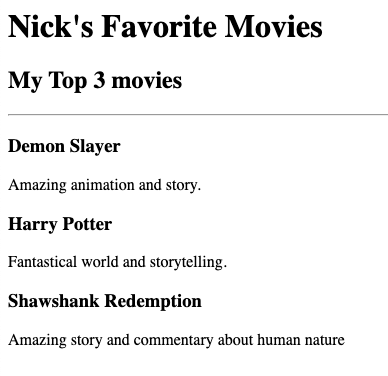 Nick's Favorite Movies
My Top 3 movies
Demon Slayer
Amazing animation and story.
Harry Potter
Fantastical world and storytelling.
Shawshank Redemption
Amazing story and commentary about human nature